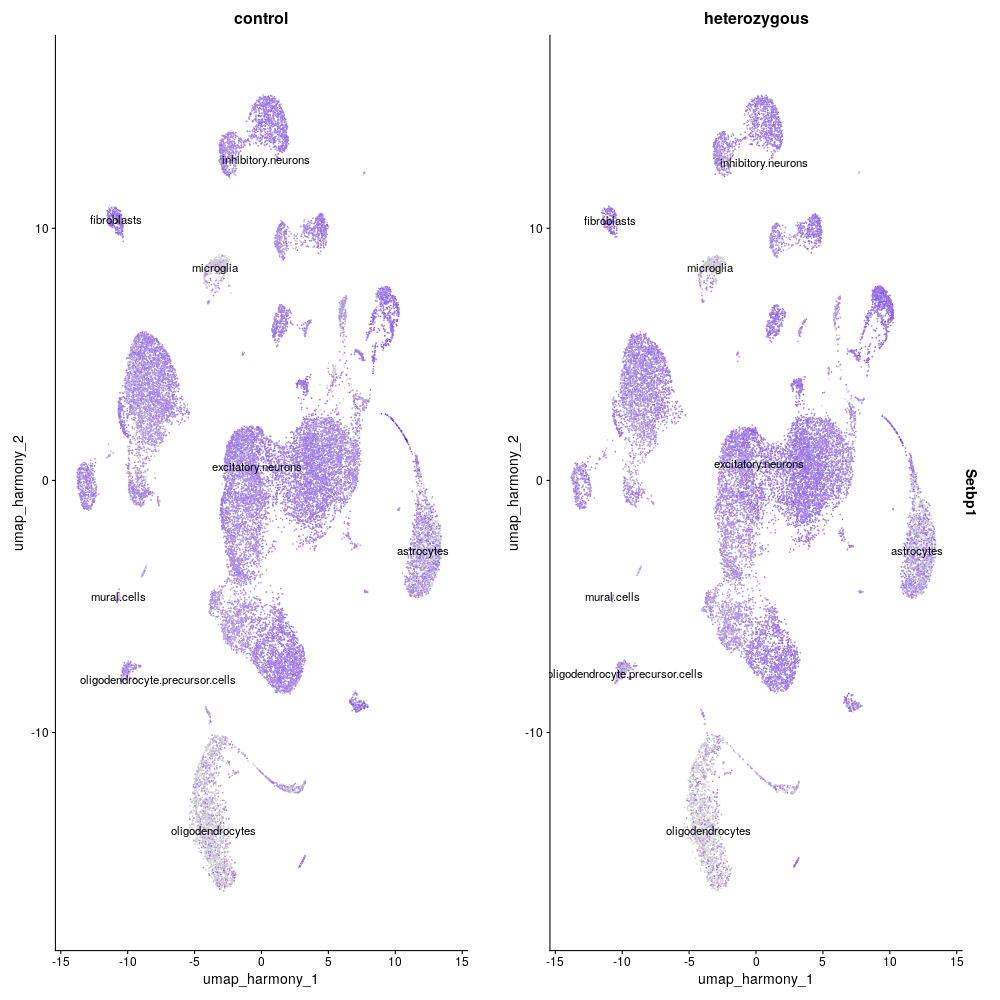 control
heterozygous
inhibitory.neurons
inhibitory.neurons
fibroblasts
fibroblasts
microglia
microglia
excitatory.neurons
excitatory.neurons
astrocytes
astrocytes
mural.cells
mural.cells
oligodendrocyte.precursor.cells
oligodendrocyte.precursor.cells
oligodendrocytes
oligodendrocytes
10
0
-10
10
0
-10
umap_harmony_2
umap_harmony_2
Setbp1
-15 -10 -5 0 5 10 15
-15 -10 -5 0 5 10 15
umap_harmony_1
umap_harmony_1